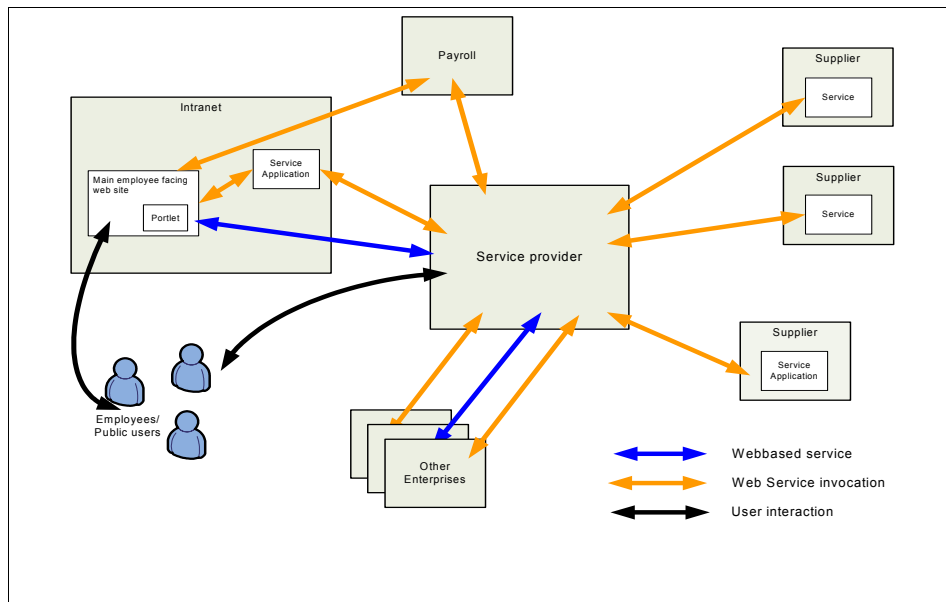 Payroll
Supplier
Service
Intranet
Service
Application
Main employee facing
web site
Portlet
Supplier
Service
Service provider
Supplier
Service
Application
Employees/
Public users
Other
Enterprises
Webbased service
Web Service invocation
User interaction